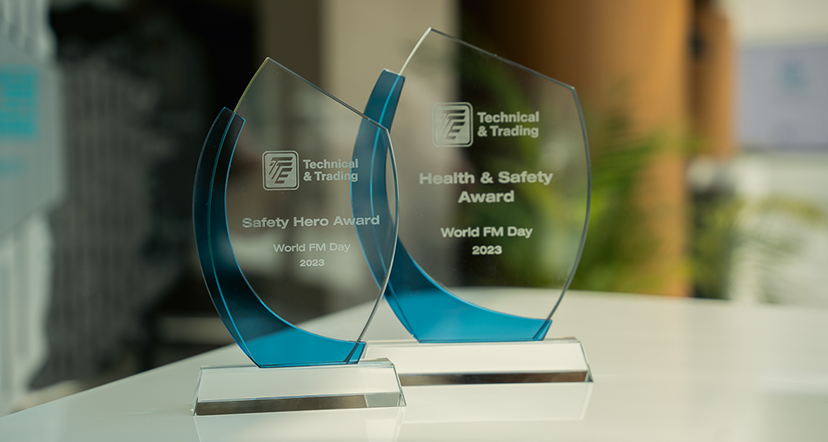 Technical
& Trading
Safety Hero Award
World FM Day
2023
Technical
& Trading
Health & Safety
Award
World FM Day
2023